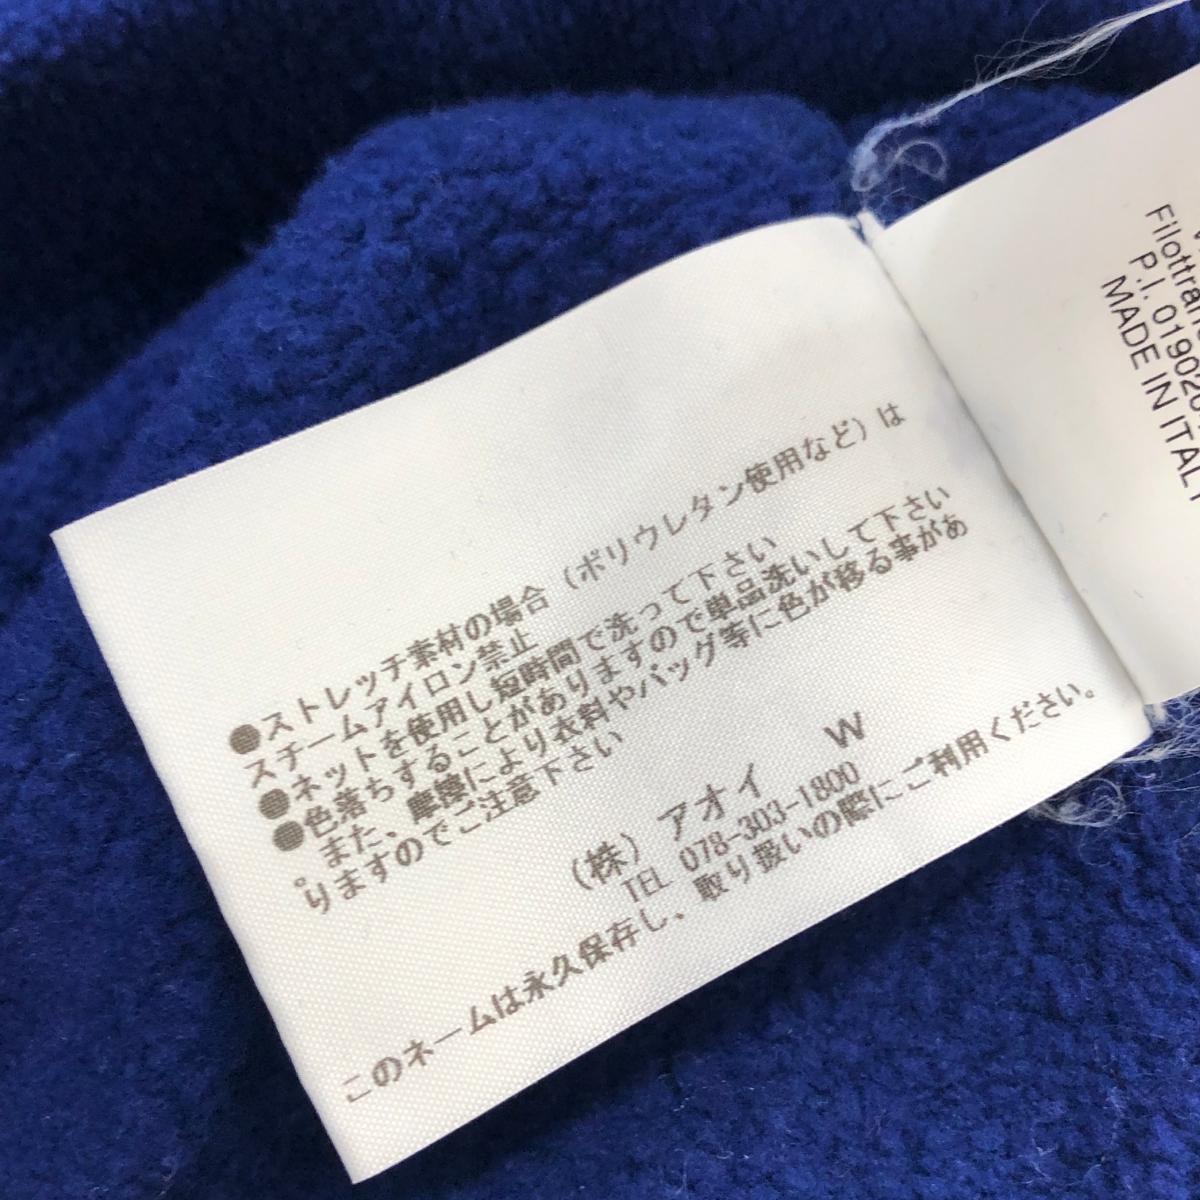 ●ストレッチ素材の場合（ポリウレタン使用など）は
スチームアイロン禁止
●ネットを使用し短時間で洗って下さい
●色落ちすることがありますので単品洗いして下さい
また、摩擦により衣料やバッグ等に色が移る事があ
りますのでご注意下さい。
W
（株）アオイ
TEL 078-303-1800
このネームは永久保存し、取り扱いの際にご利用ください。
P.I.
MADE IN ITALY